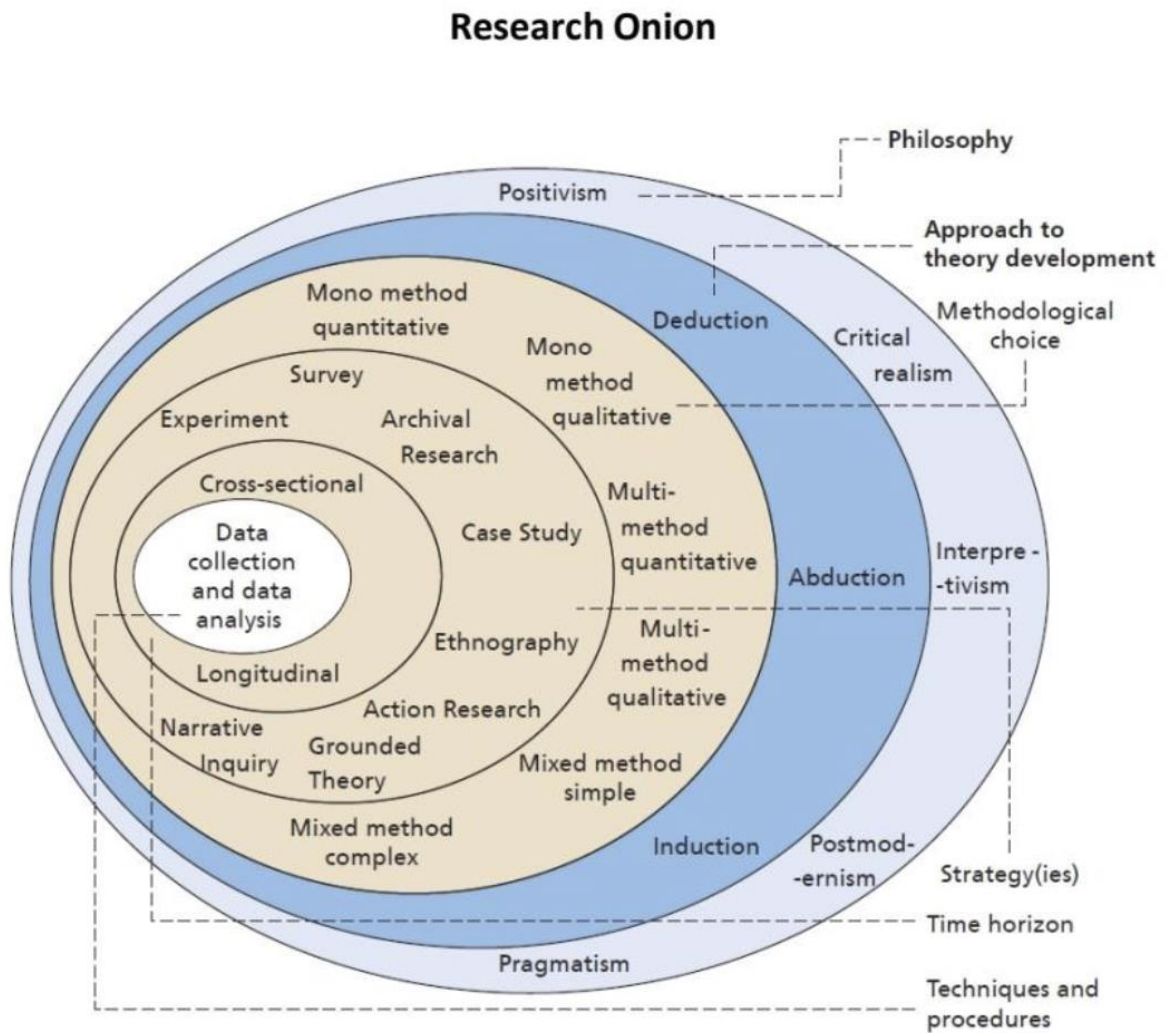 Research Onion
Philosophy
Positivism
Approach to
theory development
Mono method
quantitative
Deduction
Methodological
choice
Critical
realism
Mono
method
qualitative
Survey
Experiment
Archival
Research
Cross-sectional
Multi-
method
quantitative
Data
collection
and data
analysis
Case Study
Abduction
Interpre -
-tivism
Ethnography
Multi-
method
qualitative
Longitudinal
Action Research
Narrative
Inquiry
Grounded
Theory
Mixed method
simple
Mixed method
complex
Induction
Postmod-
-ernism
Strategy(ies)
Time horizon
Pragmatism
Techniques and
procedures